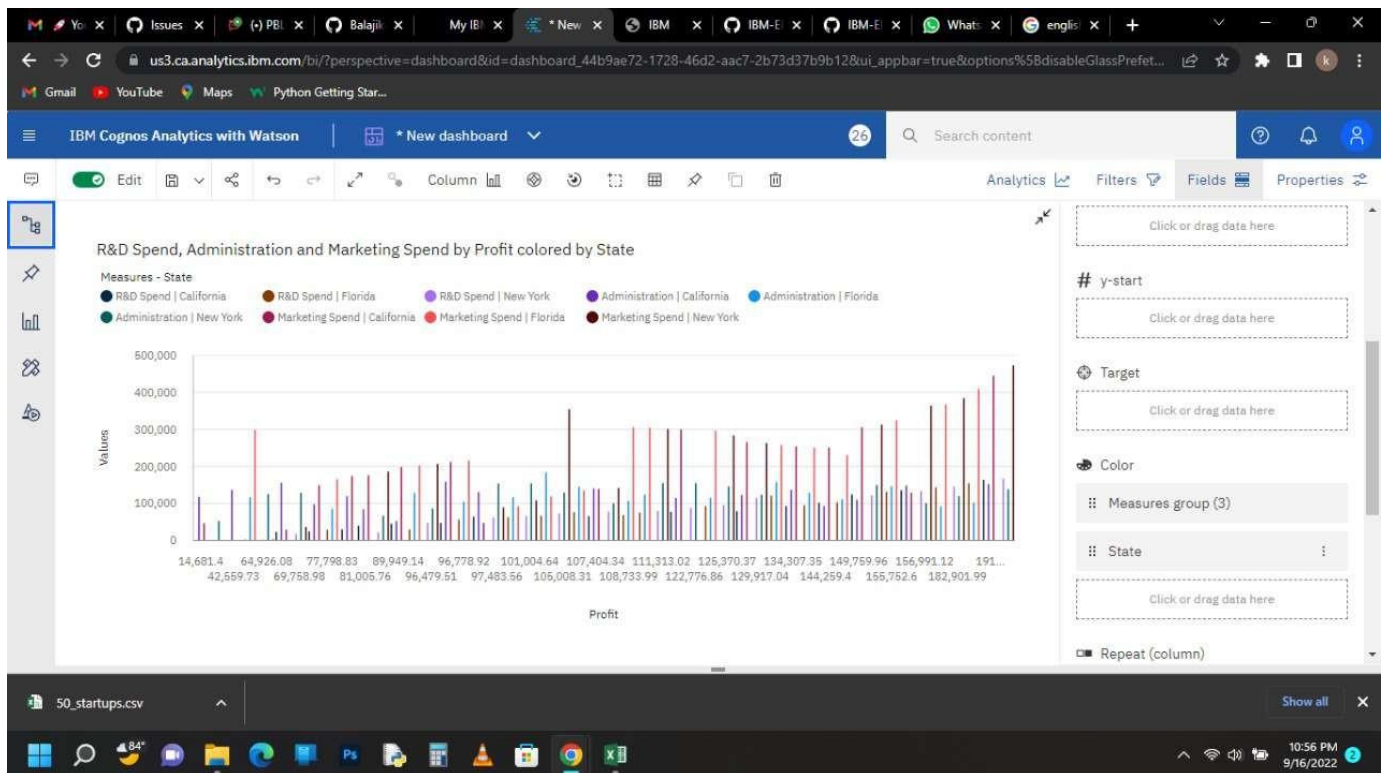 Yo Issues (•) PBL Balajik My IBI * New IBM IBM-E IBM-E Whats englis
us3.ca.analytics.ibm.com/bi/?perspective=dashboard&id=dashboard_44b9ae72-1728-46d2-aac7-2b73d37b9b12&ui_appbar=true&options%5BdisableGlassPrefet... k
Gmail YouTube Maps Python Getting Star...
IBM Cognos Analytics with Watson * New dashboard 26 Search content
Edit Column Analytics Filters Fields Properties
Click or drag data here
R&D Spend, Administration and Marketing Spend by Profit colored by State
Measures - State
R&D Spend | California R&D Spend | Florida R&D Spend | New York Administration | California Administration | Florida
Administration | New York Marketing Spend | California Marketing Spend | Florida Marketing Spend | New York
# y-start
Click or drag data here
Target
Click or drag data here
Color
Measures group (3)
State
Click or drag data here
Repeat (column)
500,000
400,000
300,000
200,000
100,000
0
Values
14,681.4 64,926.08 77,798.83 89,949.14 96,778.92 101,004.64 107,404.34 111,313.02 125,370.37 134,307.35 149,759.96 156,991.12 191...
42,559.73 69,758.98 81,005.76 96,479.51 97,483.56 105,008.31 108,733.99 122,776.86 129,917.04 144,259.4 155,752.6 182,901.99
Profit
50_startups.csv Show all
84° Ps 10:56 PM
9/16/2022 2